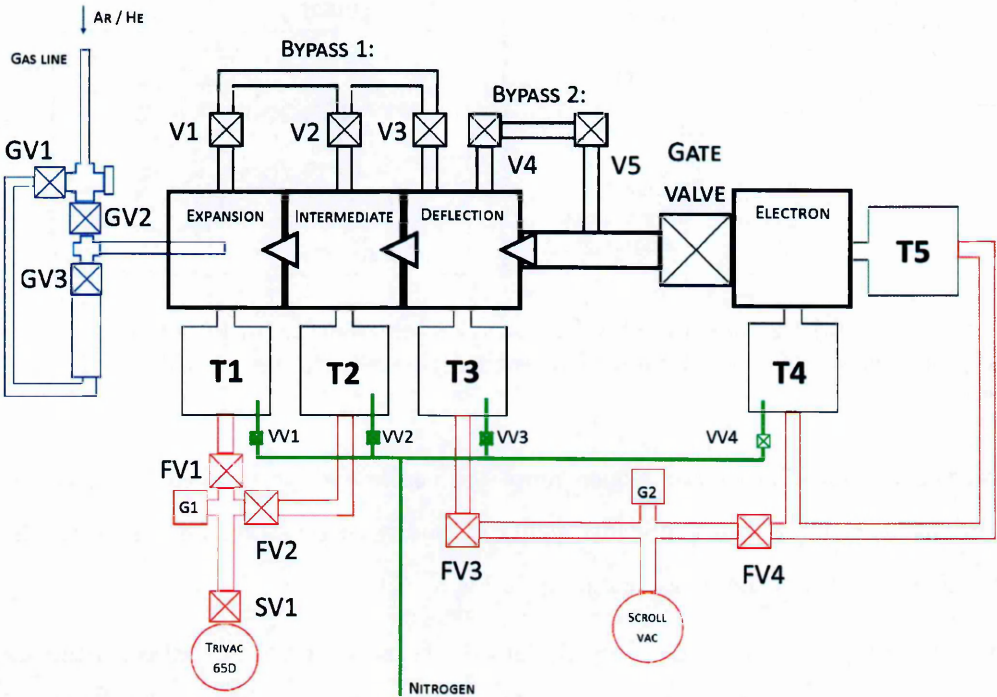 AR / HE
GAS LINE
BYPASS 1:
BYPASS 2:
V1
V2
V3
V4
V5
GATE
VALVE
GV1
GV2
GV3
EXPANSION
INTERMEDIATE
DEFLECTION
ELECTRON
T5
T1
T2
T3
T4
VV1
VV2
VV3
VV4
FV1
G1
FV2
G2
FV3
FV4
SV1
TRIVAC
65D
SCROLL
VAC
NITROGEN